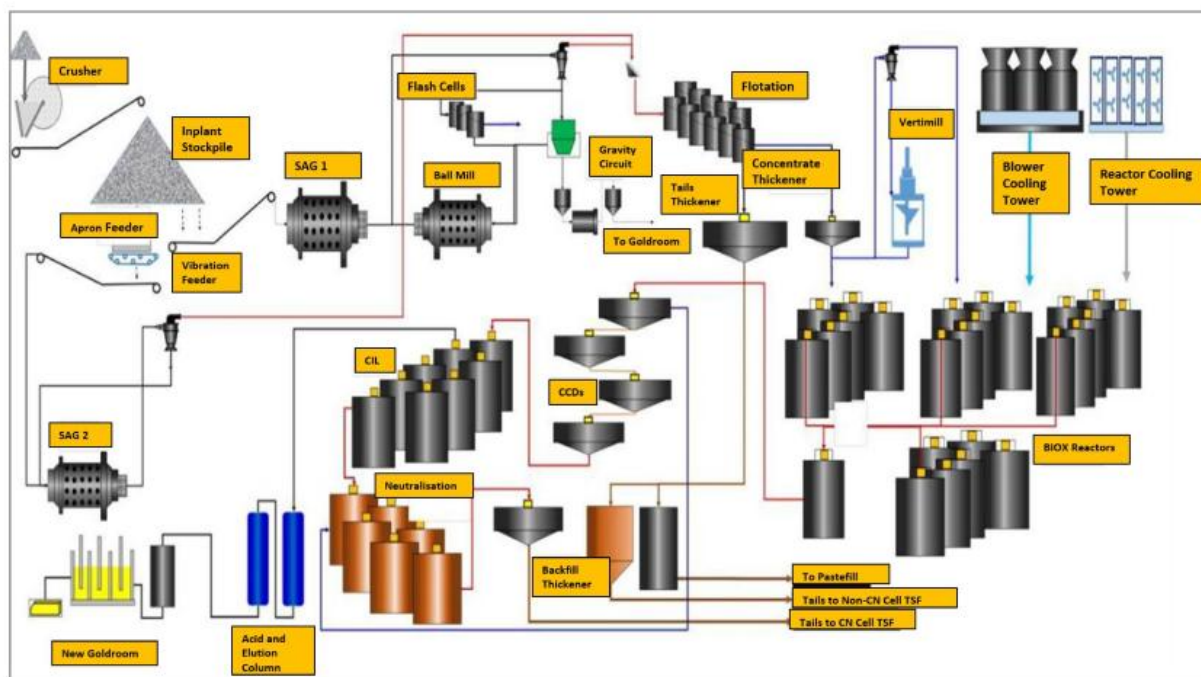 Crusher
Inplant
Stockpile
Apron Feeder
Vibration
Feeder
SAG 1
Flash Cells
Ball Mill
Gravity
Circuit
To Goldroom
Flotation
Tails
Thickener
Concentrate
Thickener
Vertimill
Blower
Cooling
Tower
Reactor Cooling
Tower
SAG 2
CIL
CCDs
BIOX Reactors
Neutralisation
Backfill
Thickener
To Pastefill
Tails to Non-CN Cell TSF
Tails to CN Cell TSF
New Goldroom
Acid and
Elution
Column